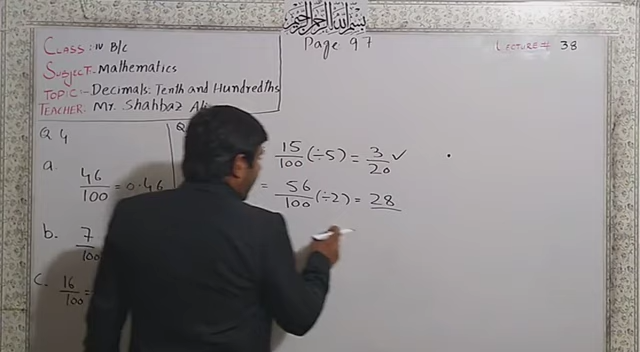 بسم الله الرحمن الرحيم
Page 97
Lecture = 38
Class: IV B/C
Subject:- Mathematics
Topic:- Decimals: Tenth and Hundredths
Teacher: Mr. Shahbaz Ali
Q 4
Q
a.
46/100 = 0.46
b.
7/100
c.
16/100 =
15/100 (÷5) = 3/20 ✓
= 56/100 (÷2) = 28